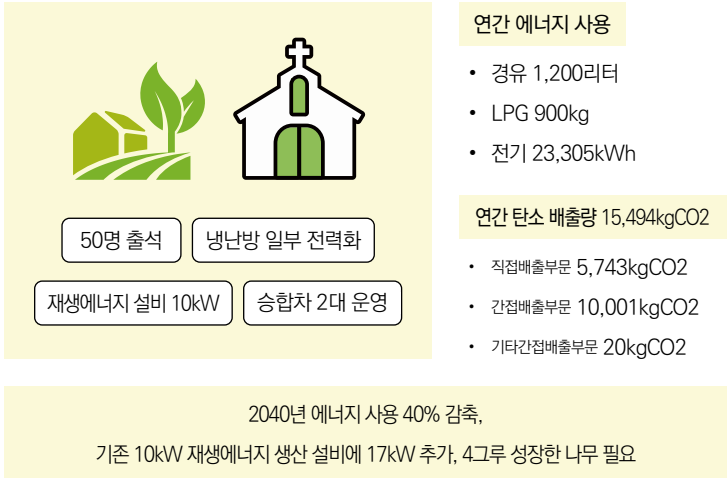 연간 에너지 사용
• 경유 1,200리터
• LPG 900kg
• 전기 23,305kWh
50명 출석
냉난방 일부 전력화
재생에너지 설비 10kW
승합차 2대 운영
연간 탄소 배출량 15,494kgCO2
• 직접배출부문 5,743kgCO2
• 간접배출부문 10,001kgCO2
• 기타간접배출부문 20kgCO2
2040년 에너지 사용 40% 감축,
기존 10kW 재생에너지 생산 설비에 17kW 추가, 4그루 성장한 나무 필요